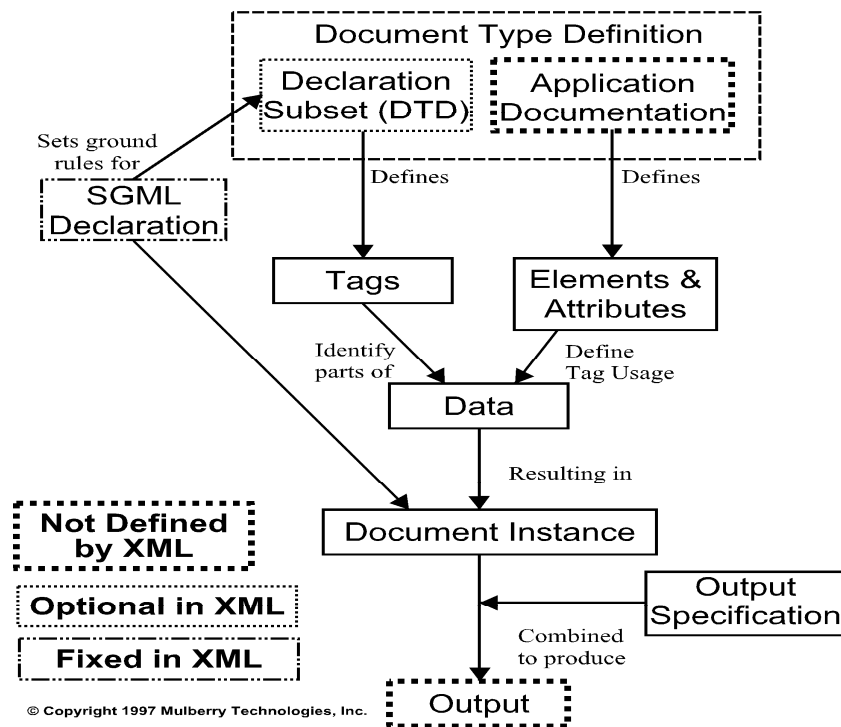 Document Type Definition
Declaration
Subset (DTD)
Application
Documentation
Sets ground
rules for
SGML
Declaration
Defines
Defines
Tags
Elements &
Attributes
Identify
parts of
Define
Tag Usage
Data
Resulting in
Document Instance
Not Defined
by XML
Optional in XML
Fixed in XML
Output
Specification
Combined
to produce
Output
© Copyright 1997 Mulberry Technologies, Inc.